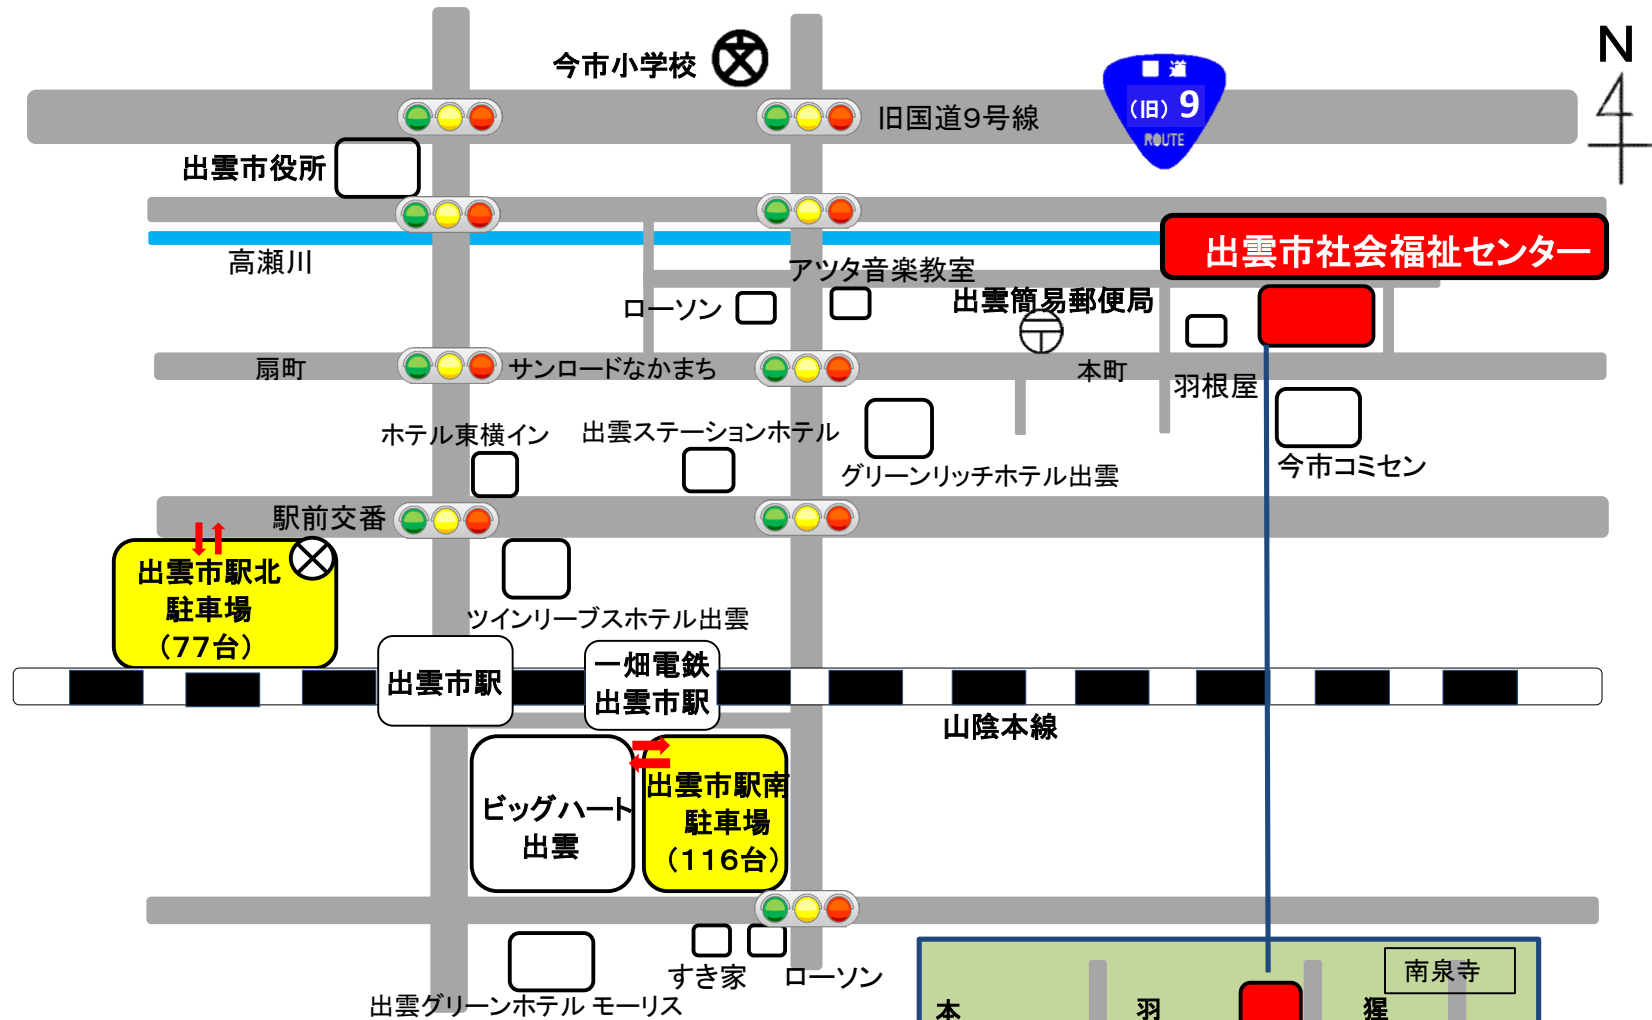 今市小学校
N
国道
(旧) 9
ROUTE
旧国道9号線
出雲市役所
高瀬川
出雲市社会福祉センター
アツタ音楽教室
ローソン
出雲簡易郵便局
扇町
サンロードなかまち
本町
羽根屋
ホテル東横イン
出雲ステーションホテル
グリーンリッチホテル出雲
今市コミセン
駅前交番
出雲市駅北
駐車場
(77台)
ツインリーブスホテル出雲
出雲市駅
一畑電鉄
出雲市駅
山陰本線
ビッグハート
出雲
出雲市駅南
駐車場
(116台)
すき家
ローソン
出雲グリーンホテル モーリス
南泉寺
本
羽
猩